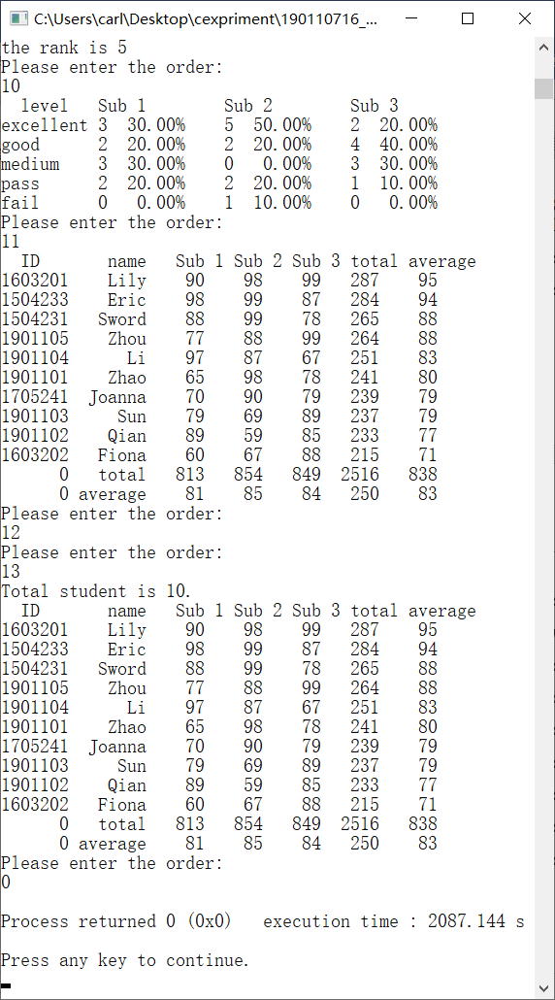 C:\Users\carl\Desktop\cexpriment\190110716_...
the rank is 5
Please enter the order:
10
  level   Sub 1        Sub 2       Sub 3
excellent 3  30.00%    5  50.00%    2  20.00%
good      2  20.00%    2  20.00%    4  40.00%
medium    3  30.00%    0   0.00%    3  30.00%
pass      2  20.00%    2  20.00%    1  10.00%
fail      0   0.00%    1  10.00%    0   0.00%
Please enter the order:
11
  ID       name   Sub 1 Sub 2 Sub 3 total average
1603201    Lily    90    98    99   287    95
1504233    Eric    98    99    87   284    94
1504231   Sword    88    99    78   265    88
1901105    Zhou    77    88    99   264    88
1901104      Li    97    87    67   251    83
1901101    Zhao    65    98    78   241    80
1705241  Joanna    70    90    79   239    79
1901103     Sun    79    69    89   237    79
1901102    Qian    89    59    85   233    77
1603202   Fiona    60    67    88   215    71
      0   total   813   854   849  2516   838
      0 average    81    85    84   250    83
Please enter the order:
12
Please enter the order:
13
Total student is 10.
  ID       name   Sub 1 Sub 2 Sub 3 total average
1603201    Lily    90    98    99   287    95
1504233    Eric    98    99    87   284    94
1504231   Sword    88    99    78   265    88
1901105    Zhou    77    88    99   264    88
1901104      Li    97    87    67   251    83
1901101    Zhao    65    98    78   241    80
1705241  Joanna    70    90    79   239    79
1901103     Sun    79    69    89   237    79
1901102    Qian    89    59    85   233    77
1603202   Fiona    60    67    88   215    71
      0   total   813   854   849  2516   838
      0 average    81    85    84   250    83
Please enter the order:
0
Process returned 0 (0x0)   execution time : 2087.144 s
Press any key to continue.